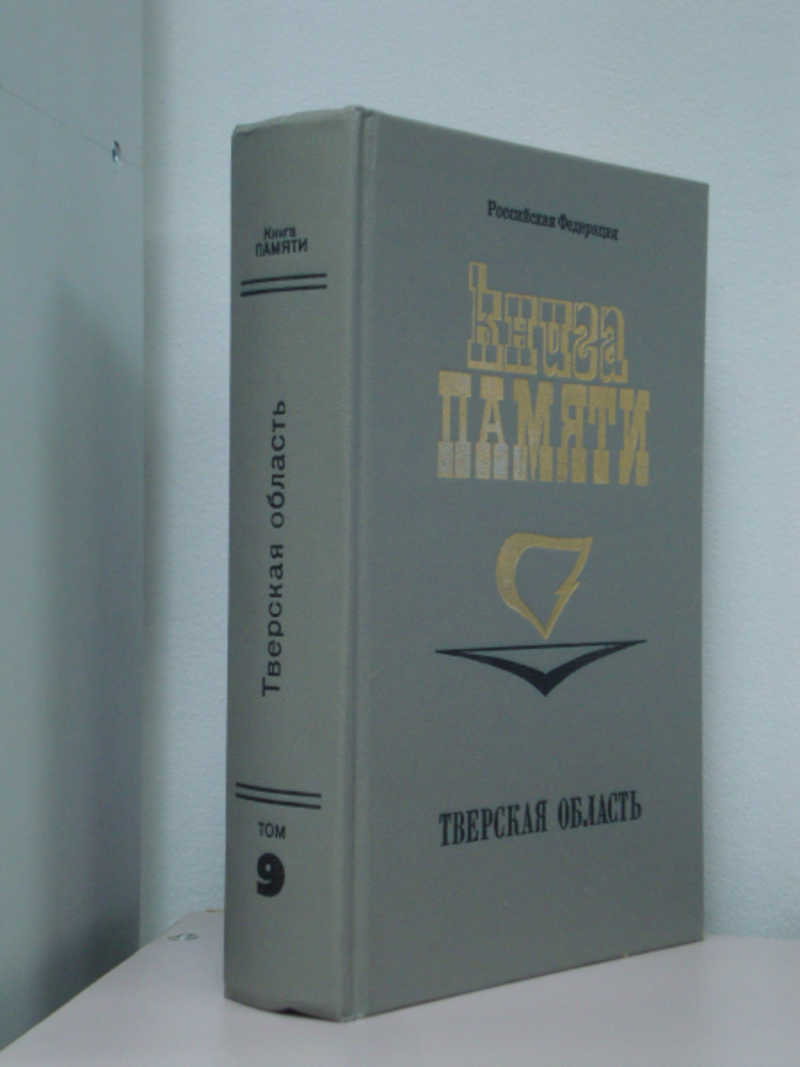 Книга
ПАМЯТИ
Тверская область
ТОМ
9
Российская Федерация
Книга
ПАМЯТИ
ТВЕРСКАЯ ОБЛАСТЬ